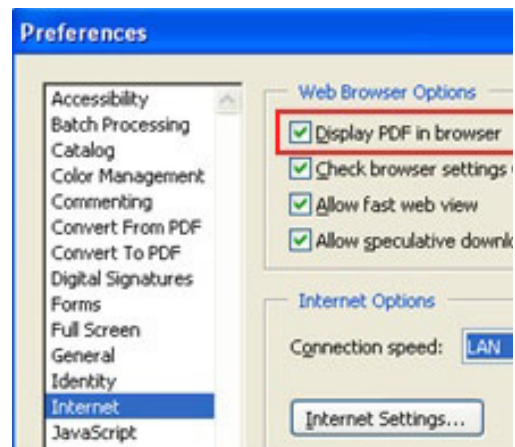 Preferences
Accessibility
Batch Processing
Catalog
Color Management
Commenting
Convert From PDF
Convert To PDF
Digital Signatures
Forms
Full Screen
General
Identity
Internet
JavaScript
Web Browser Options
Display PDF in browser
Check browser settings
Allow fast web view
Allow speculative downl
Internet Options
Connection speed: LAN
Internet Settings...